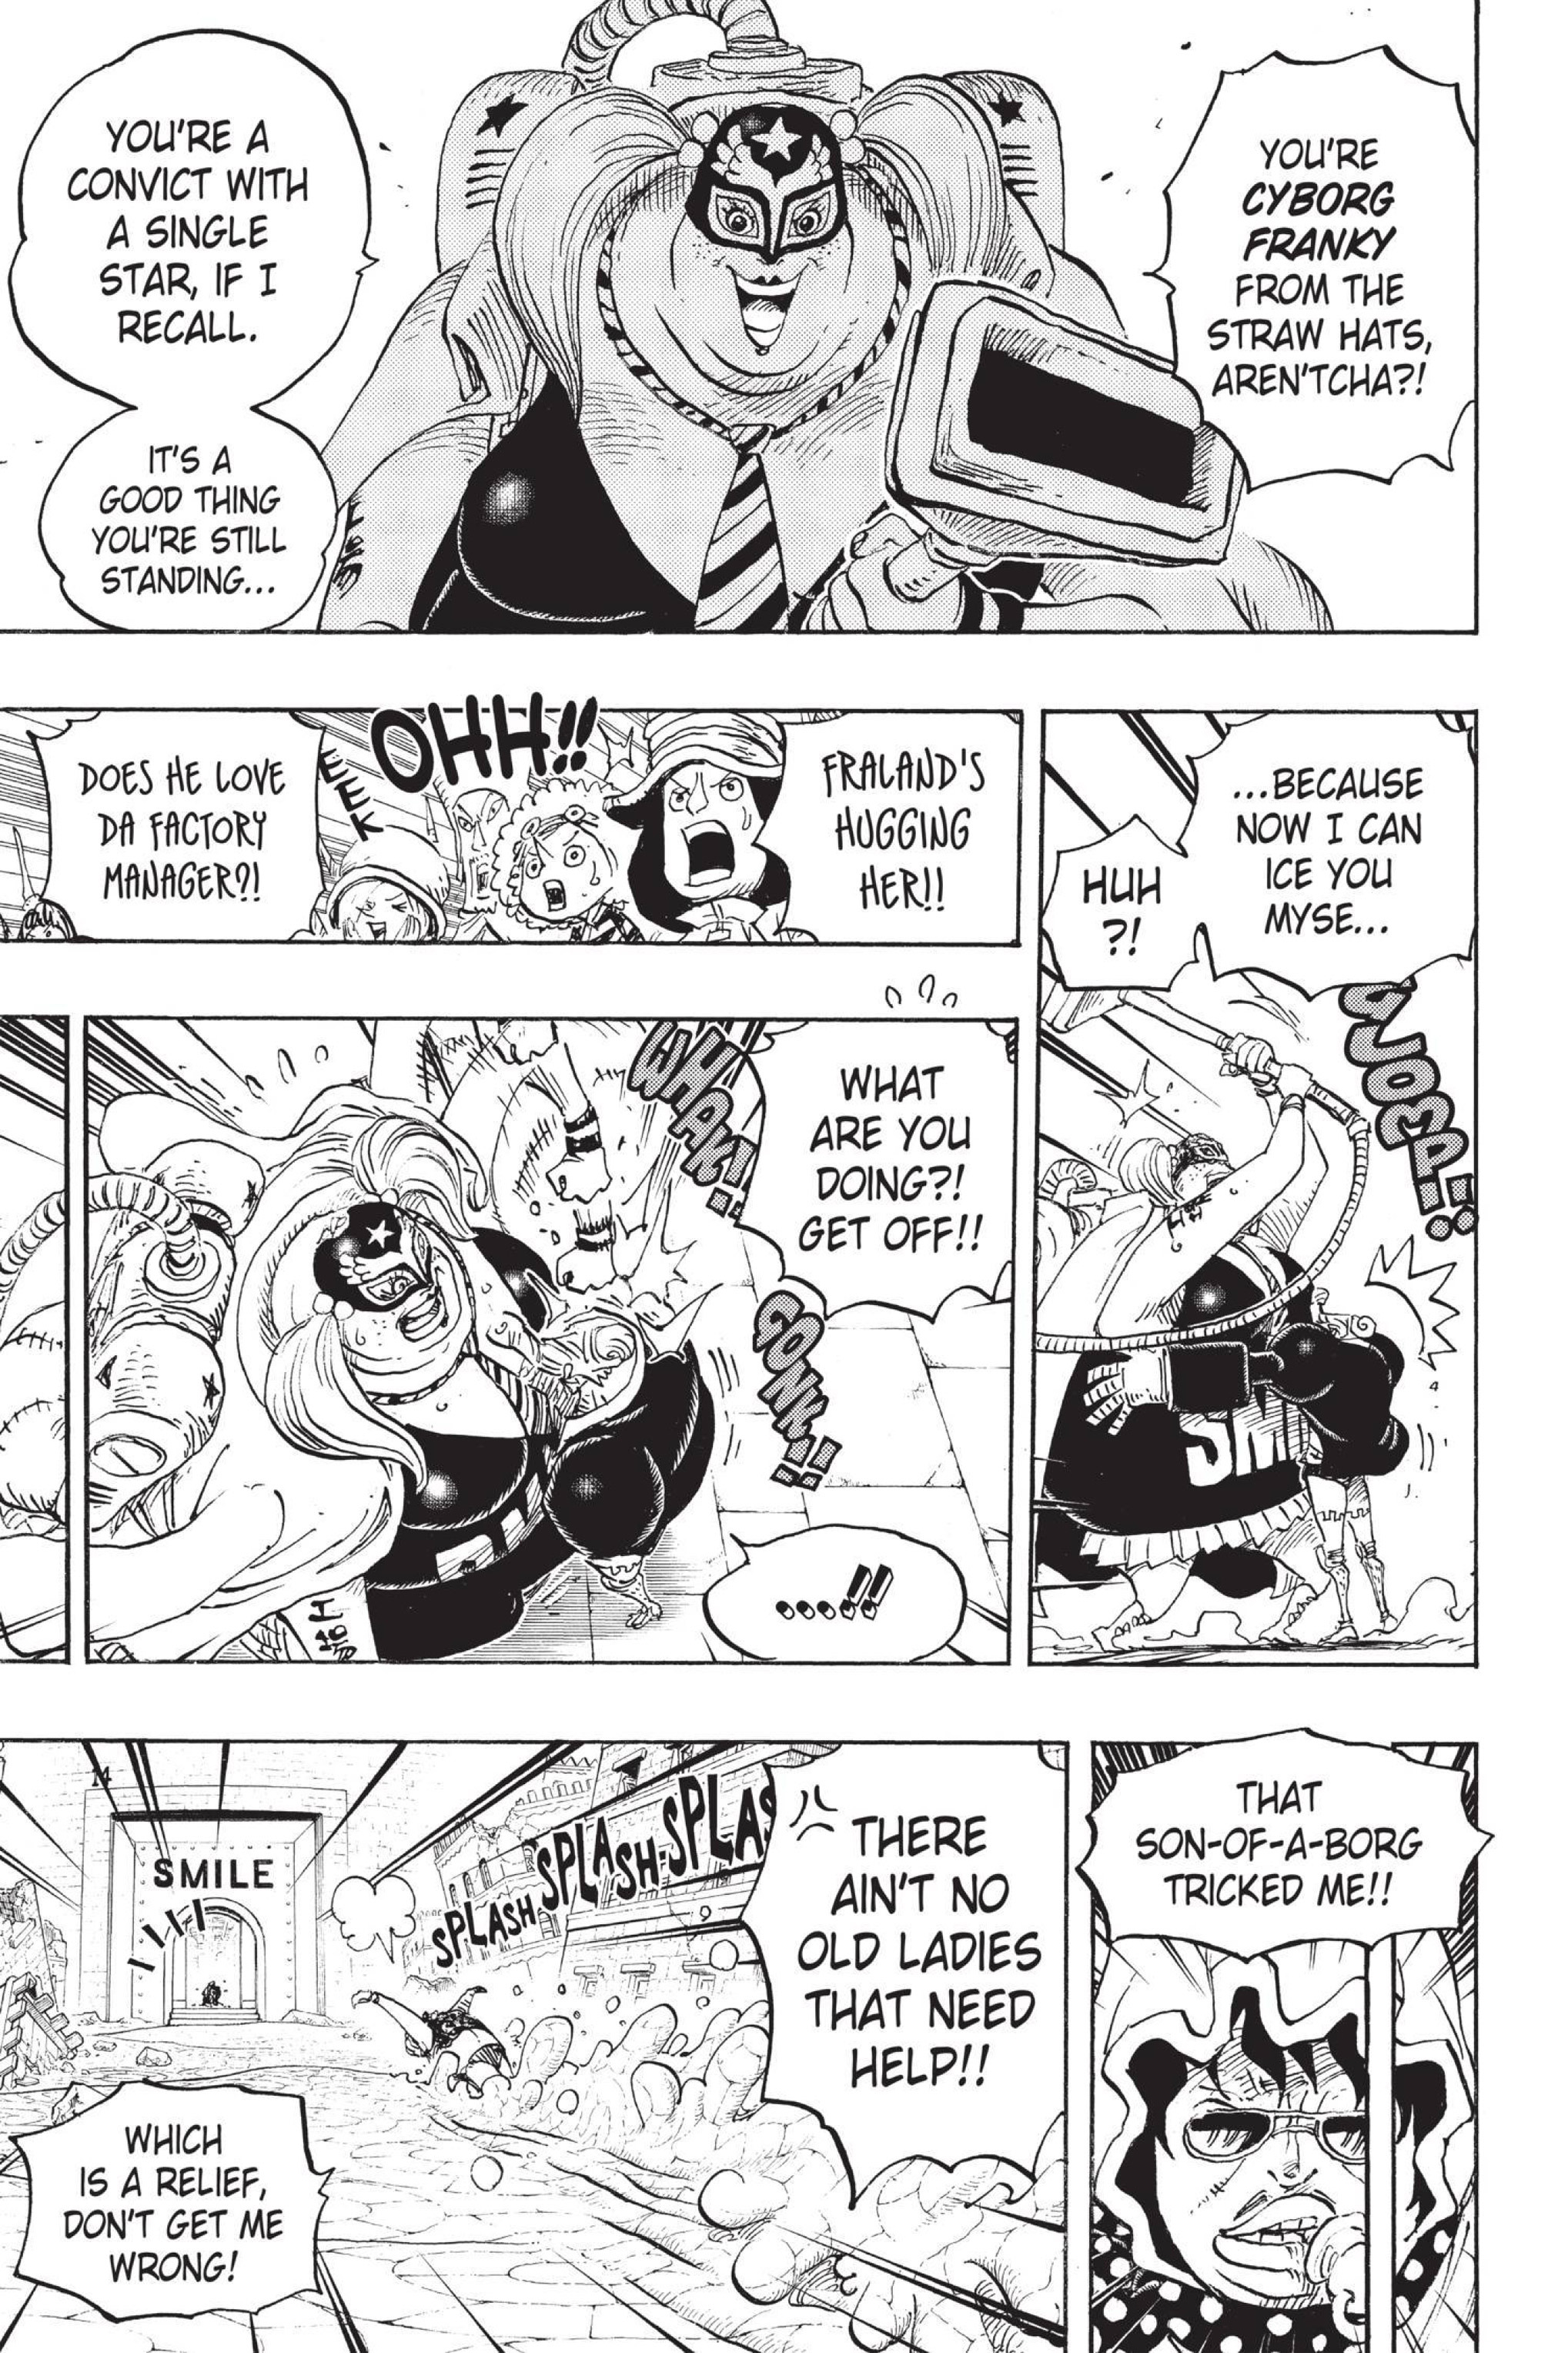 YOU'RE
CYBORG
FRANKY
FROM THE
STRAW HATS,
AREN'TCHA?!
YOU'RE A
CONVICT WITH
A SINGLE
STAR, IF I
RECALL.
IT'S A
GOOD THING
YOU'RE STILL
STANDING...
...BECAUSE
NOW I CAN
ICE YOU
MYSE...
HUH
?!
SM
FRALAND'S
HUGGING
HER!!
OHH!!
EEK
DOES HE LOVE
DA FACTORY
MANAGER?!
WHAK!!
WHAT
ARE YOU
DOING?!
GET OFF!!
GONK!!
...!!
THAT
SON-OF-A-BORG
TRICKED ME!!
THERE
AIN'T NO
OLD LADIES
THAT NEED
HELP!!
SPLASH SPLASH SPLAS
SMILE
WHICH
IS A RELIEF,
DON'T GET ME
WRONG!